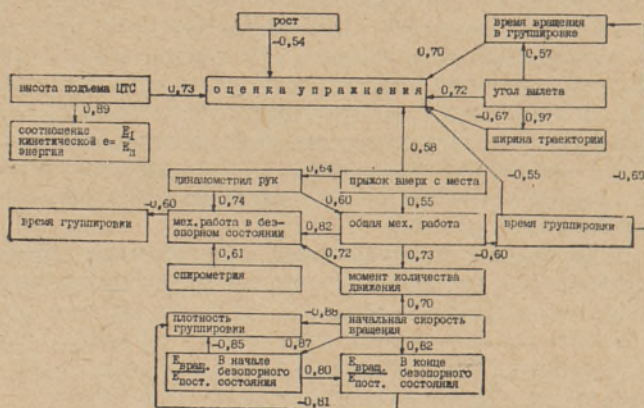 рост
-0,54
время вращения
в группировке
0,70
0,57
высота подъема ЦТС
0,73
оценка упражнения
0,72
угол вылета
0,89
-0,67
0,97
соотношение
кинетической е=
энергия
ширина траектории
0,58
-0,55
-0,69
динамометрия рук
0,64
прыжок вверх с места
-0,60
0,74
0,60
0,55
время группировки
мех.работа в без-
опорном состоянии
0,82
общая мех. работа
время группировки
0,61
0,72
0,73
-0,60
спирометрия
момент количества
движения
-0,88
0,70
плотность
группировки
начальная скорость
вращения
-0,85
0,87
0,82
Eвращ. В начале
безопорного
Eпост. состояния
0,80
Eвращ. В конце
безопорного
Eпост. состояния
-0,81